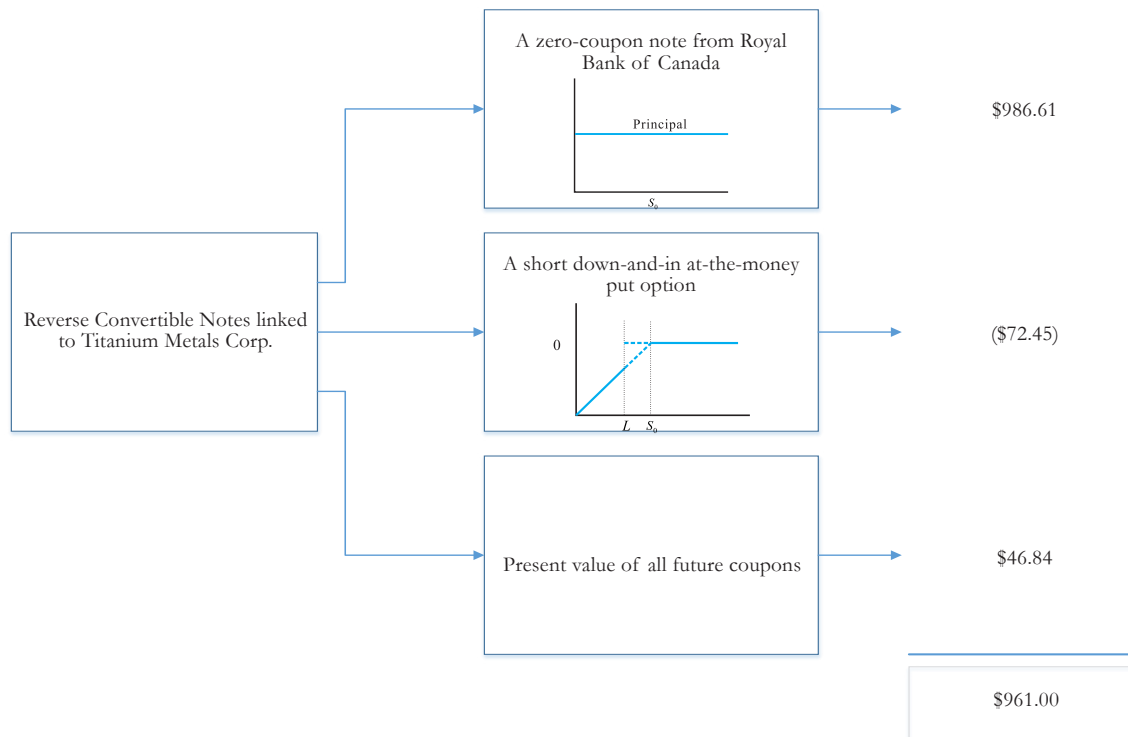 A zero-coupon note from Royal
Bank of Canada
Principal
S₀
$986.61
Reverse Convertible Notes linked
to Titanium Metals Corp.
A short down-and-in at-the-money
put option
0
L S₀
($72.45)
Present value of all future coupons
$46.84
$961.00